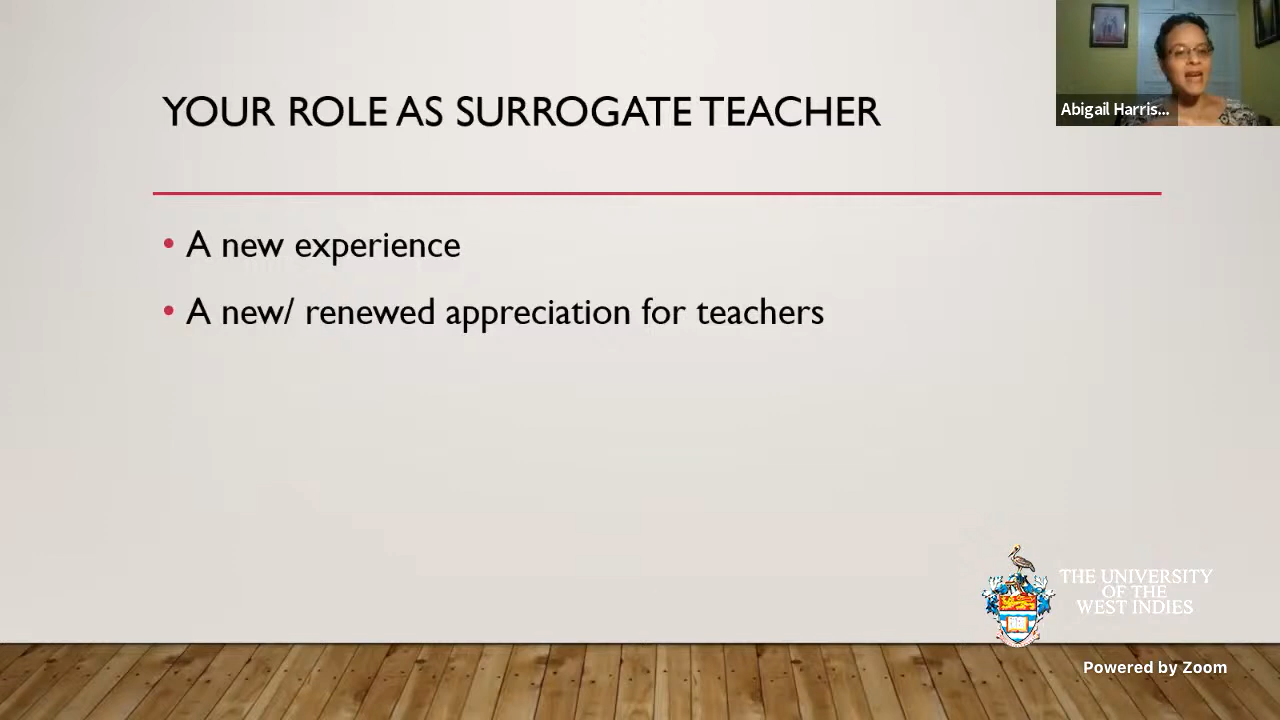 YOUR ROLE AS SURROGATE TEACHER
Abigail Harris...
• A new experience
• A new/ renewed appreciation for teachers
THE UNIVERSITY
OF THE
WEST INDIES
Powered by Zoom